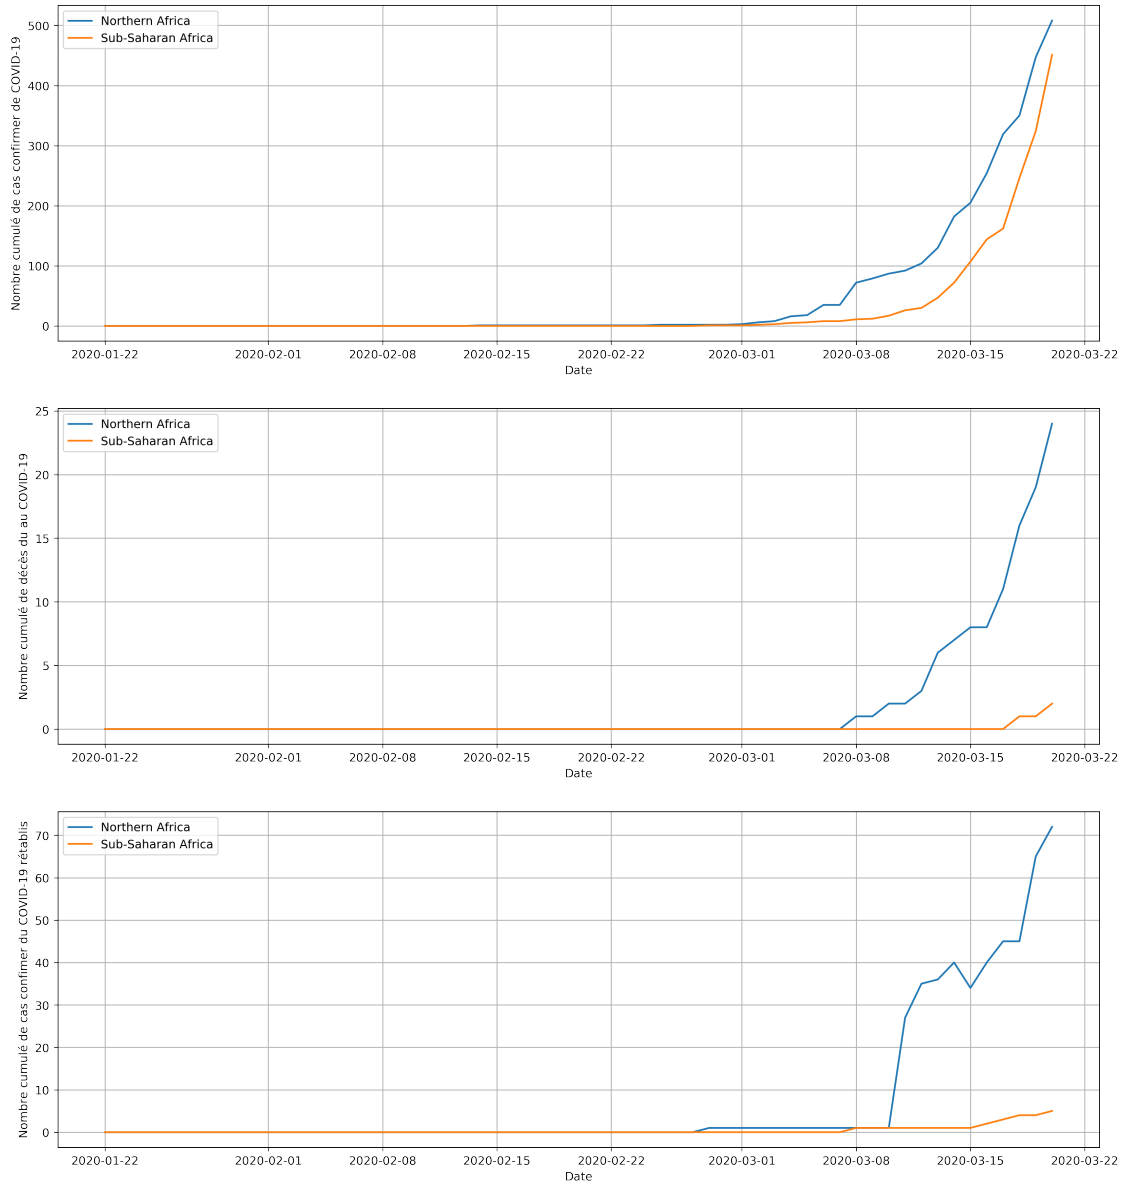 Northern Africa
Sub-Saharan Africa
Nombre cumulé de cas confirmer de COVID-19
500
400
300
200
100
0
2020-01-22 2020-02-01 2020-02-08 2020-02-15 2020-02-22 2020-03-01 2020-03-08 2020-03-15 2020-03-22
Date
Northern Africa
Sub-Saharan Africa
Nombre cumulé de décès du au COVID-19
25
20
15
10
5
0
2020-01-22 2020-02-01 2020-02-08 2020-02-15 2020-02-22 2020-03-01 2020-03-08 2020-03-15 2020-03-22
Date
Northern Africa
Sub-Saharan Africa
Nombre cumulé de cas confimer du COVID-19 rétablis
70
60
50
40
30
20
10
0
2020-01-22 2020-02-01 2020-02-08 2020-02-15 2020-02-22 2020-03-01 2020-03-08 2020-03-15 2020-03-22
Date